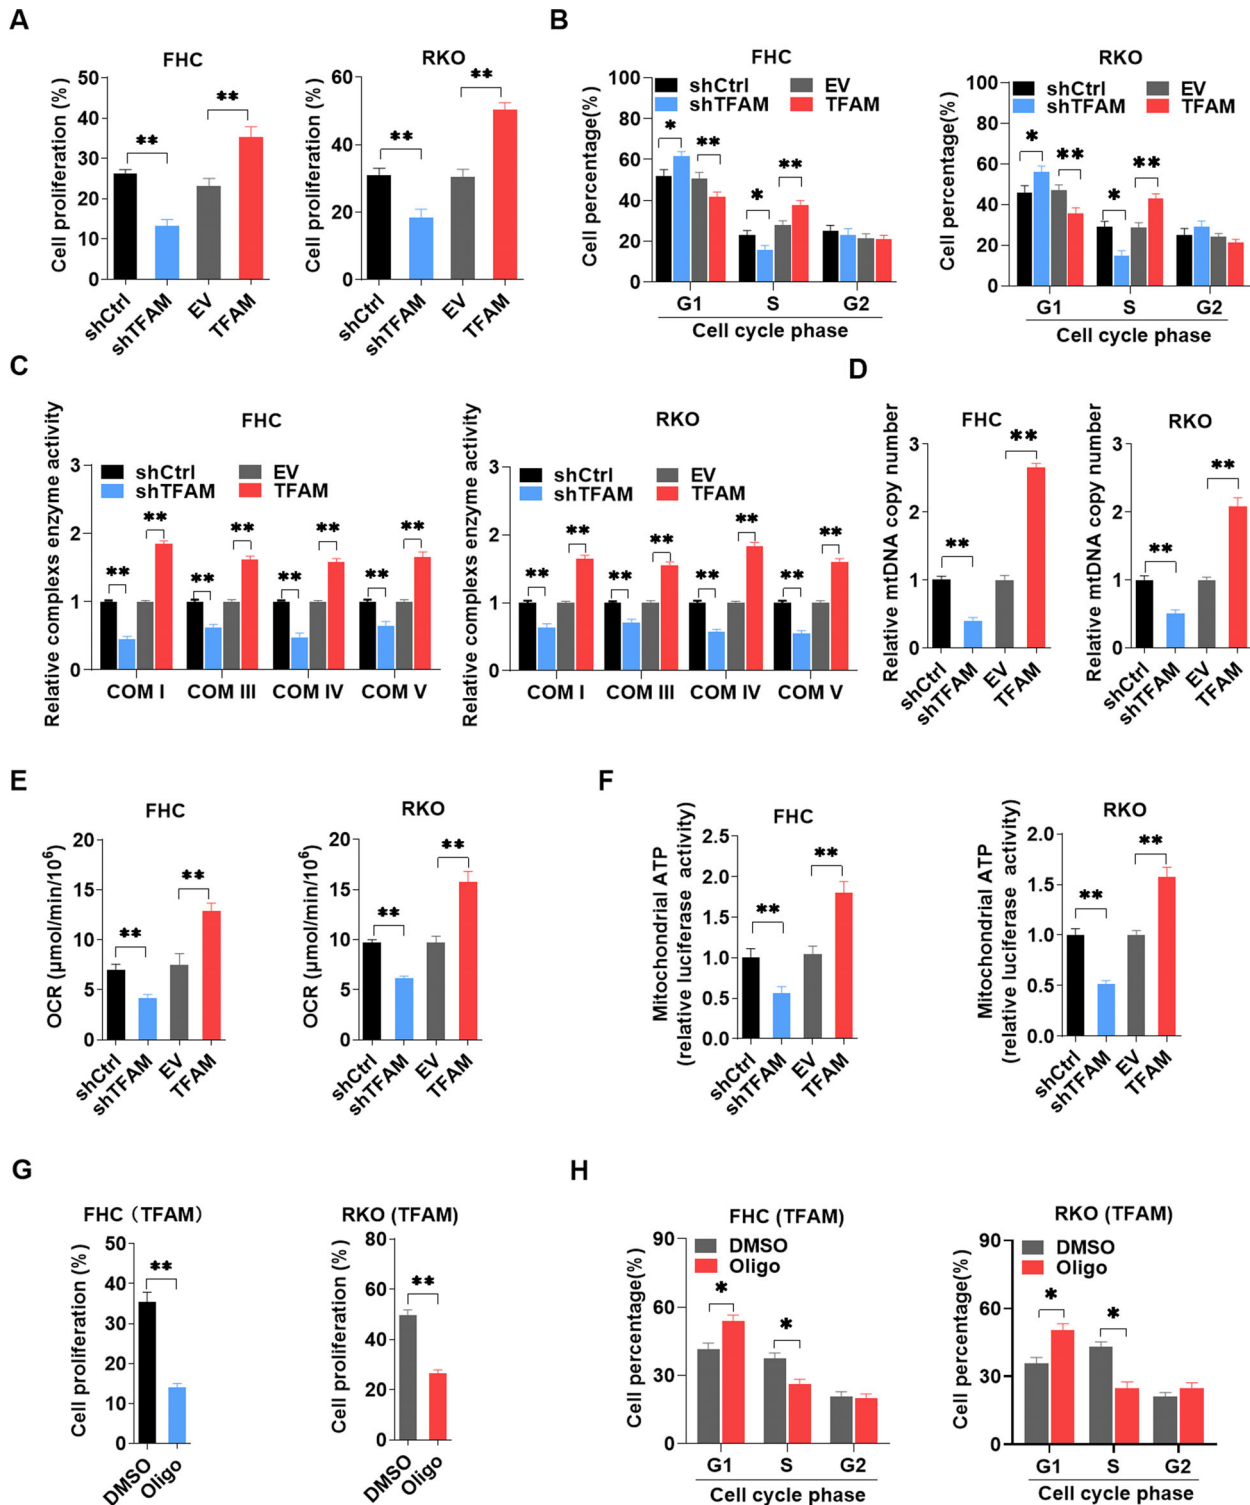 A
FHC
Cell proliferation (%)
50
40
30
20
10
0
**
**
shCtrl
shTFAM
EV
TFAM
RKO
Cell proliferation (%)
60
40
20
0
**
**
shCtrl
shTFAM
EV
TFAM
B
FHC
Cell percentage(%)
100
80
60
40
20
0
shCtrl
EV
shTFAM
TFAM
*
**
*
**
G1
S
G2
Cell cycle phase
RKO
Cell percentage(%)
100
80
60
40
20
0
shCtrl
EV
shTFAM
TFAM
*
**
*
**
G1
S
G2
Cell cycle phase
C
FHC
Relative complexs enzyme activity
3
2
1
0
shCtrl
EV
shTFAM
TFAM
**
**
**
**
**
**
**
**
COM I
COM III
COM IV
COM V
RKO
Relative complexs enzyme activity
3
2
1
0
shCtrl
EV
shTFAM
TFAM
**
**
**
**
**
**
**
**
COM I
COM III
COM IV
COM V
D
FHC
Relative mtDNA copy number
3
2
1
0
**
**
shCtrl
shTFAM
EV
TFAM
RKO
Relative mtDNA copy number
3
2
1
0
**
**
shCtrl
shTFAM
EV
TFAM
E
FHC
OCR (μmol/min/10⁶)
20
15
10
5
0
**
**
shCtrl
shTFAM
EV
TFAM
RKO
OCR (μmol/min/10⁶)
20
15
10
5
0
**
**
shCtrl
shTFAM
EV
TFAM
F
FHC
Mitochondrial ATP
(relative luciferase activity)
2.5
2.0
1.5
1.0
0.5
0.0
**
**
shCtrl
shTFAM
EV
TFAM
RKO
Mitochondrial ATP
(relative luciferase activity)
2.0
1.5
1.0
0.5
0.0
**
**
shCtrl
shTFAM
EV
TFAM
G
FHC（TFAM）
Cell proliferation (%)
50
40
30
20
10
0
**
DMSO
Oligo
RKO (TFAM)
Cell proliferation (%)
80
60
40
20
0
**
DMSO
Oligo
H
FHC (TFAM)
Cell percentage(%)
90
60
30
0
DMSO
Oligo
*
*
G1
S
G2
Cell cycle phase
RKO (TFAM)
Cell percentage(%)
90
60
30
0
DMSO
Oligo
*
*
G1
S
G2
Cell cycle phase